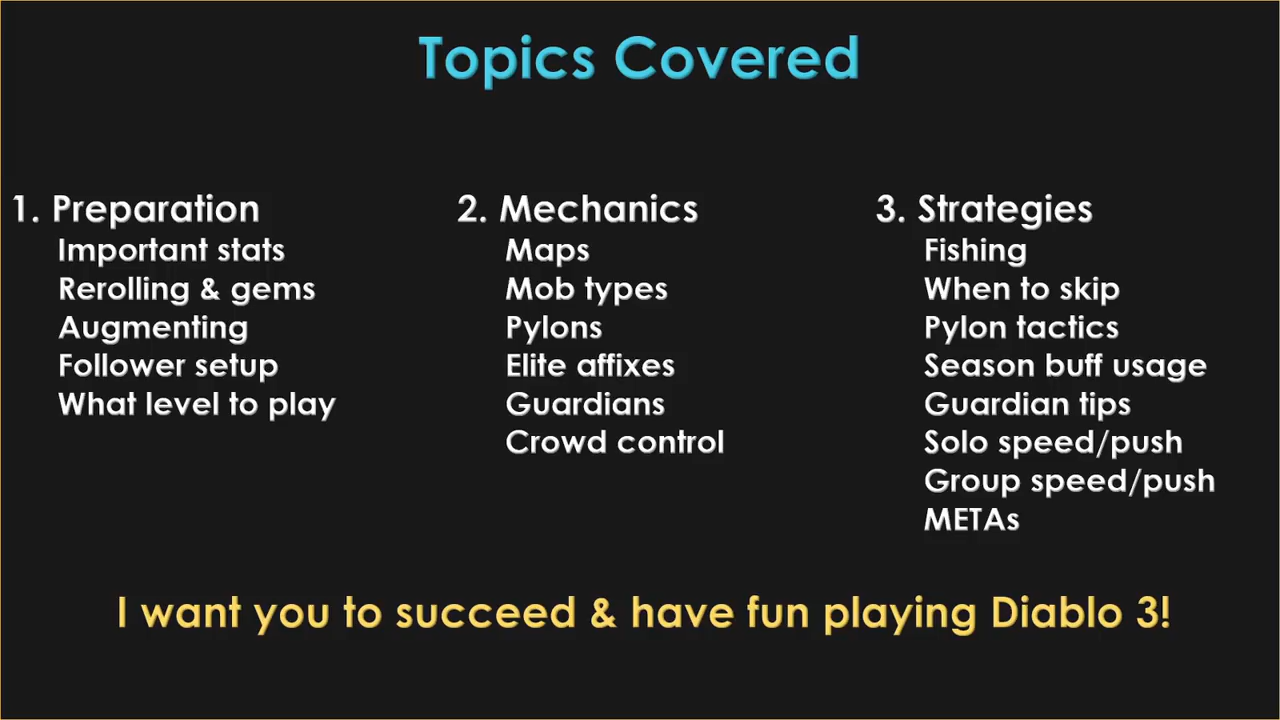 Topics Covered
1. Preparation
Important stats
Rerolling & gems
Augmenting
Follower setup
What level to play
2. Mechanics
Maps
Mob types
Pylons
Elite affixes
Guardians
Crowd control
3. Strategies
Fishing
When to skip
Pylon tactics
Season buff usage
Guardian tips
Solo speed/push
Group speed/push
METAs
I want you to succeed & have fun playing Diablo 3!